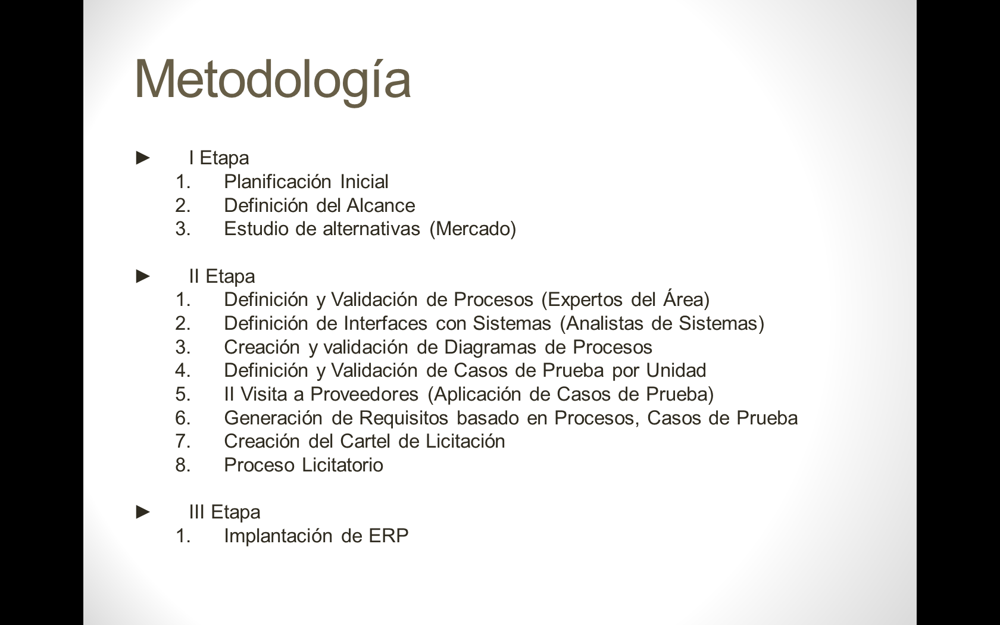 Metodología
► I Etapa
1. Planificación Inicial
2. Definición del Alcance
3. Estudio de alternativas (Mercado)
► II Etapa
1. Definición y Validación de Procesos (Expertos del Área)
2. Definición de Interfaces con Sistemas (Analistas de Sistemas)
3. Creación y validación de Diagramas de Procesos
4. Definición y Validación de Casos de Prueba por Unidad
5. II Visita a Proveedores (Aplicación de Casos de Prueba)
6. Generación de Requisitos basado en Procesos, Casos de Prueba
7. Creación del Cartel de Licitación
8. Proceso Licitatorio
► III Etapa
1. Implantación de ERP